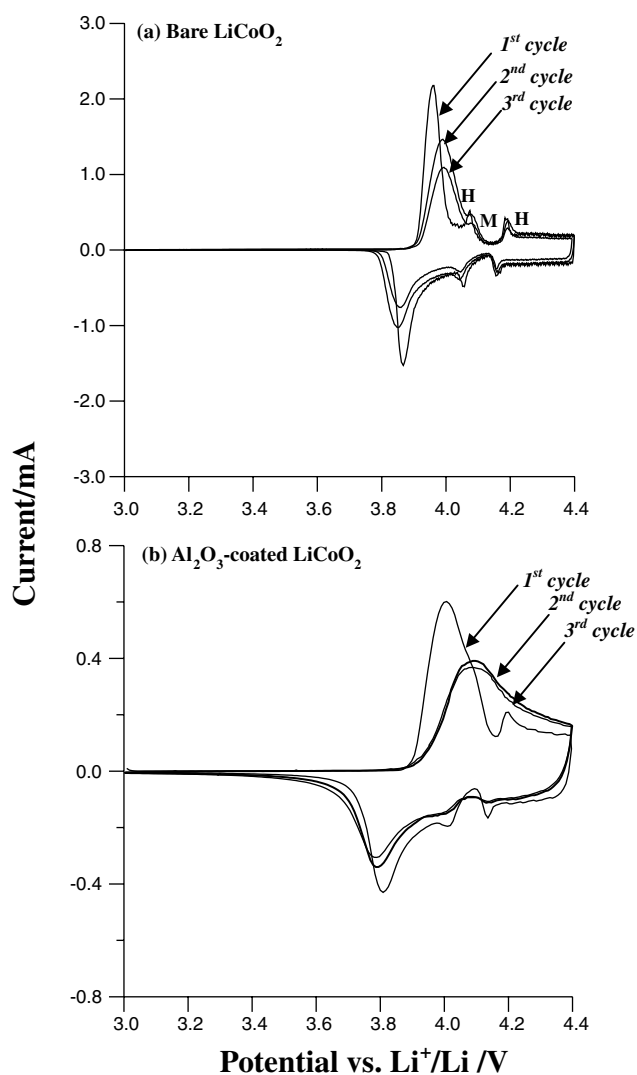 (a) Bare LiCoO₂
1ˢᵗ cycle
2ⁿᵈ cycle
3ʳᵈ cycle
H
M
H
3.0
2.0
1.0
0.0
-1.0
-2.0
-3.0
3.0 3.2 3.4 3.6 3.8 4.0 4.2 4.4
Current/mA
(b) Al₂O₃-coated LiCoO₂
1ˢᵗ cycle
2ⁿᵈ cycle
3ʳᵈ cycle
0.8
0.4
0.0
-0.4
-0.8
3.0 3.2 3.4 3.6 3.8 4.0 4.2 4.4
Potential vs. Li⁺/Li /V